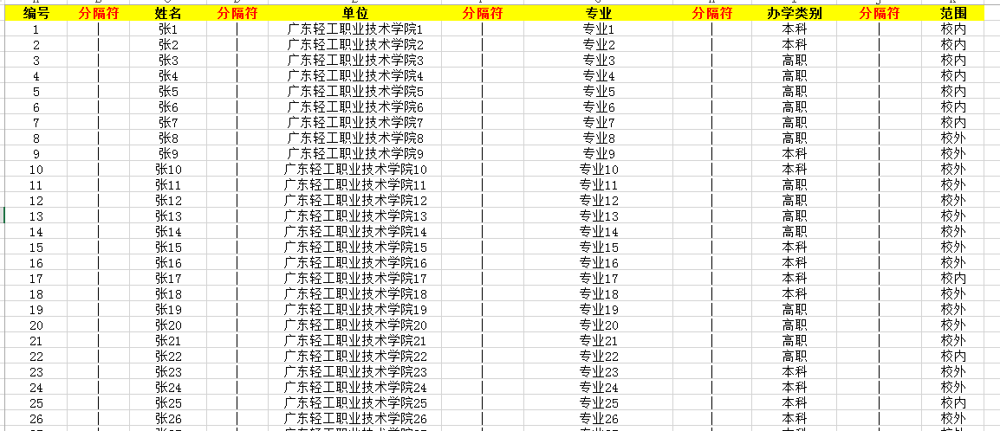 编号 分隔符 姓名 分隔符 单位 分隔符 专业 分隔符 办学类别 分隔符 范围
1 | 张1 | 广东轻工职业技术学院1 | 专业1 | 本科 | 校内
2 | 张2 | 广东轻工职业技术学院2 | 专业2 | 本科 | 校内
3 | 张3 | 广东轻工职业技术学院3 | 专业3 | 高职 | 校内
4 | 张4 | 广东轻工职业技术学院4 | 专业4 | 高职 | 校内
5 | 张5 | 广东轻工职业技术学院5 | 专业5 | 高职 | 校内
6 | 张6 | 广东轻工职业技术学院6 | 专业6 | 高职 | 校内
7 | 张7 | 广东轻工职业技术学院7 | 专业7 | 高职 | 校内
8 | 张8 | 广东轻工职业技术学院8 | 专业8 | 高职 | 校外
9 | 张9 | 广东轻工职业技术学院9 | 专业9 | 本科 | 校外
10 | 张10 | 广东轻工职业技术学院10 | 专业10 | 本科 | 校外
11 | 张11 | 广东轻工职业技术学院11 | 专业11 | 高职 | 校外
12 | 张12 | 广东轻工职业技术学院12 | 专业12 | 高职 | 校外
13 | 张13 | 广东轻工职业技术学院13 | 专业13 | 高职 | 校外
14 | 张14 | 广东轻工职业技术学院14 | 专业14 | 高职 | 校外
15 | 张15 | 广东轻工职业技术学院15 | 专业15 | 本科 | 校外
16 | 张16 | 广东轻工职业技术学院16 | 专业16 | 本科 | 校外
17 | 张17 | 广东轻工职业技术学院17 | 专业17 | 本科 | 校内
18 | 张18 | 广东轻工职业技术学院18 | 专业18 | 本科 | 校外
19 | 张19 | 广东轻工职业技术学院19 | 专业19 | 高职 | 校外
20 | 张20 | 广东轻工职业技术学院20 | 专业20 | 高职 | 校外
21 | 张21 | 广东轻工职业技术学院21 | 专业21 | 高职 | 校外
22 | 张22 | 广东轻工职业技术学院22 | 专业22 | 高职 | 校内
23 | 张23 | 广东轻工职业技术学院23 | 专业23 | 本科 | 校外
24 | 张24 | 广东轻工职业技术学院24 | 专业24 | 本科 | 校外
25 | 张25 | 广东轻工职业技术学院25 | 专业25 | 本科 | 校内
26 | 张26 | 广东轻工职业技术学院26 | 专业26 | 本科 | 校外